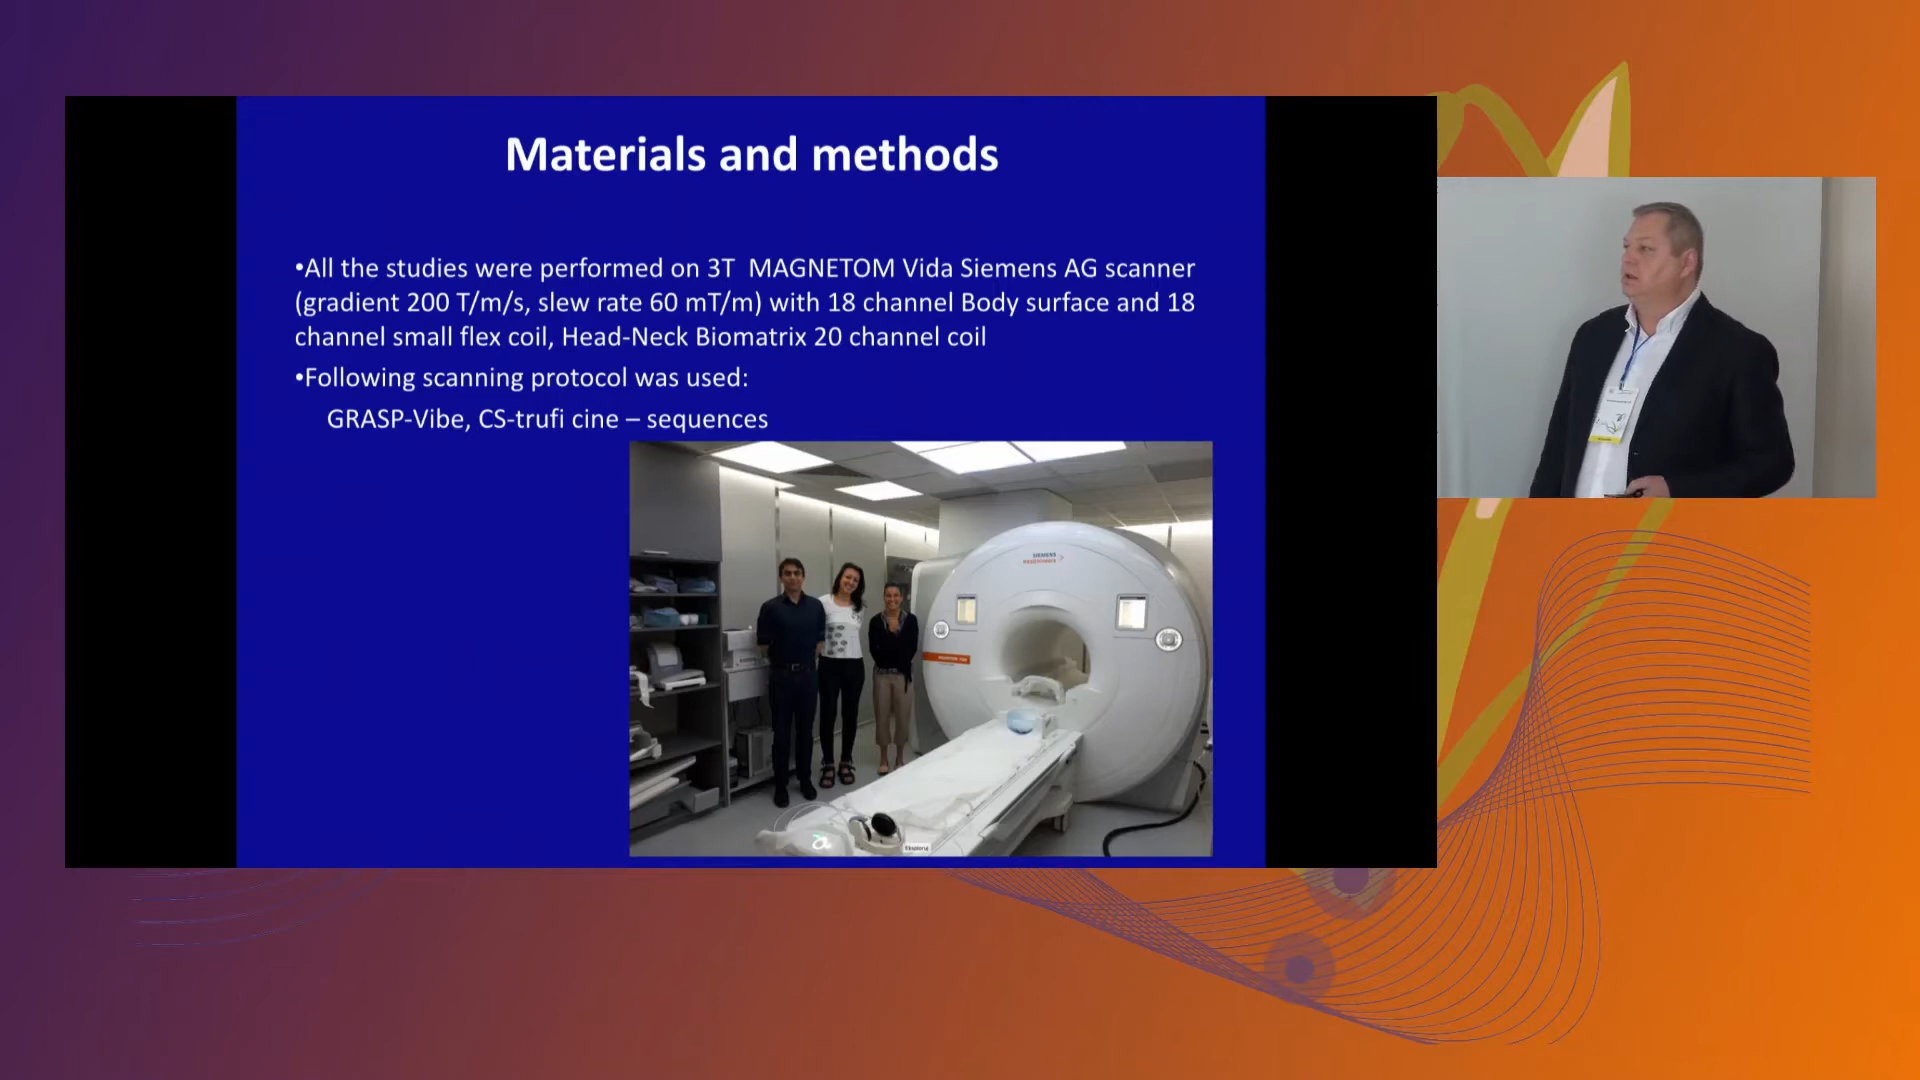 Materials and methods
•All the studies were performed on 3T MAGNETOM Vida Siemens AG scanner
(gradient 200 T/m/s, slew rate 60 mT/m) with 18 channel Body surface and 18
channel small flex coil, Head-Neck Biomatrix 20 channel coil
•Following scanning protocol was used:
GRASP-Vibe, CS-trufi cine – sequences
SIEMENS